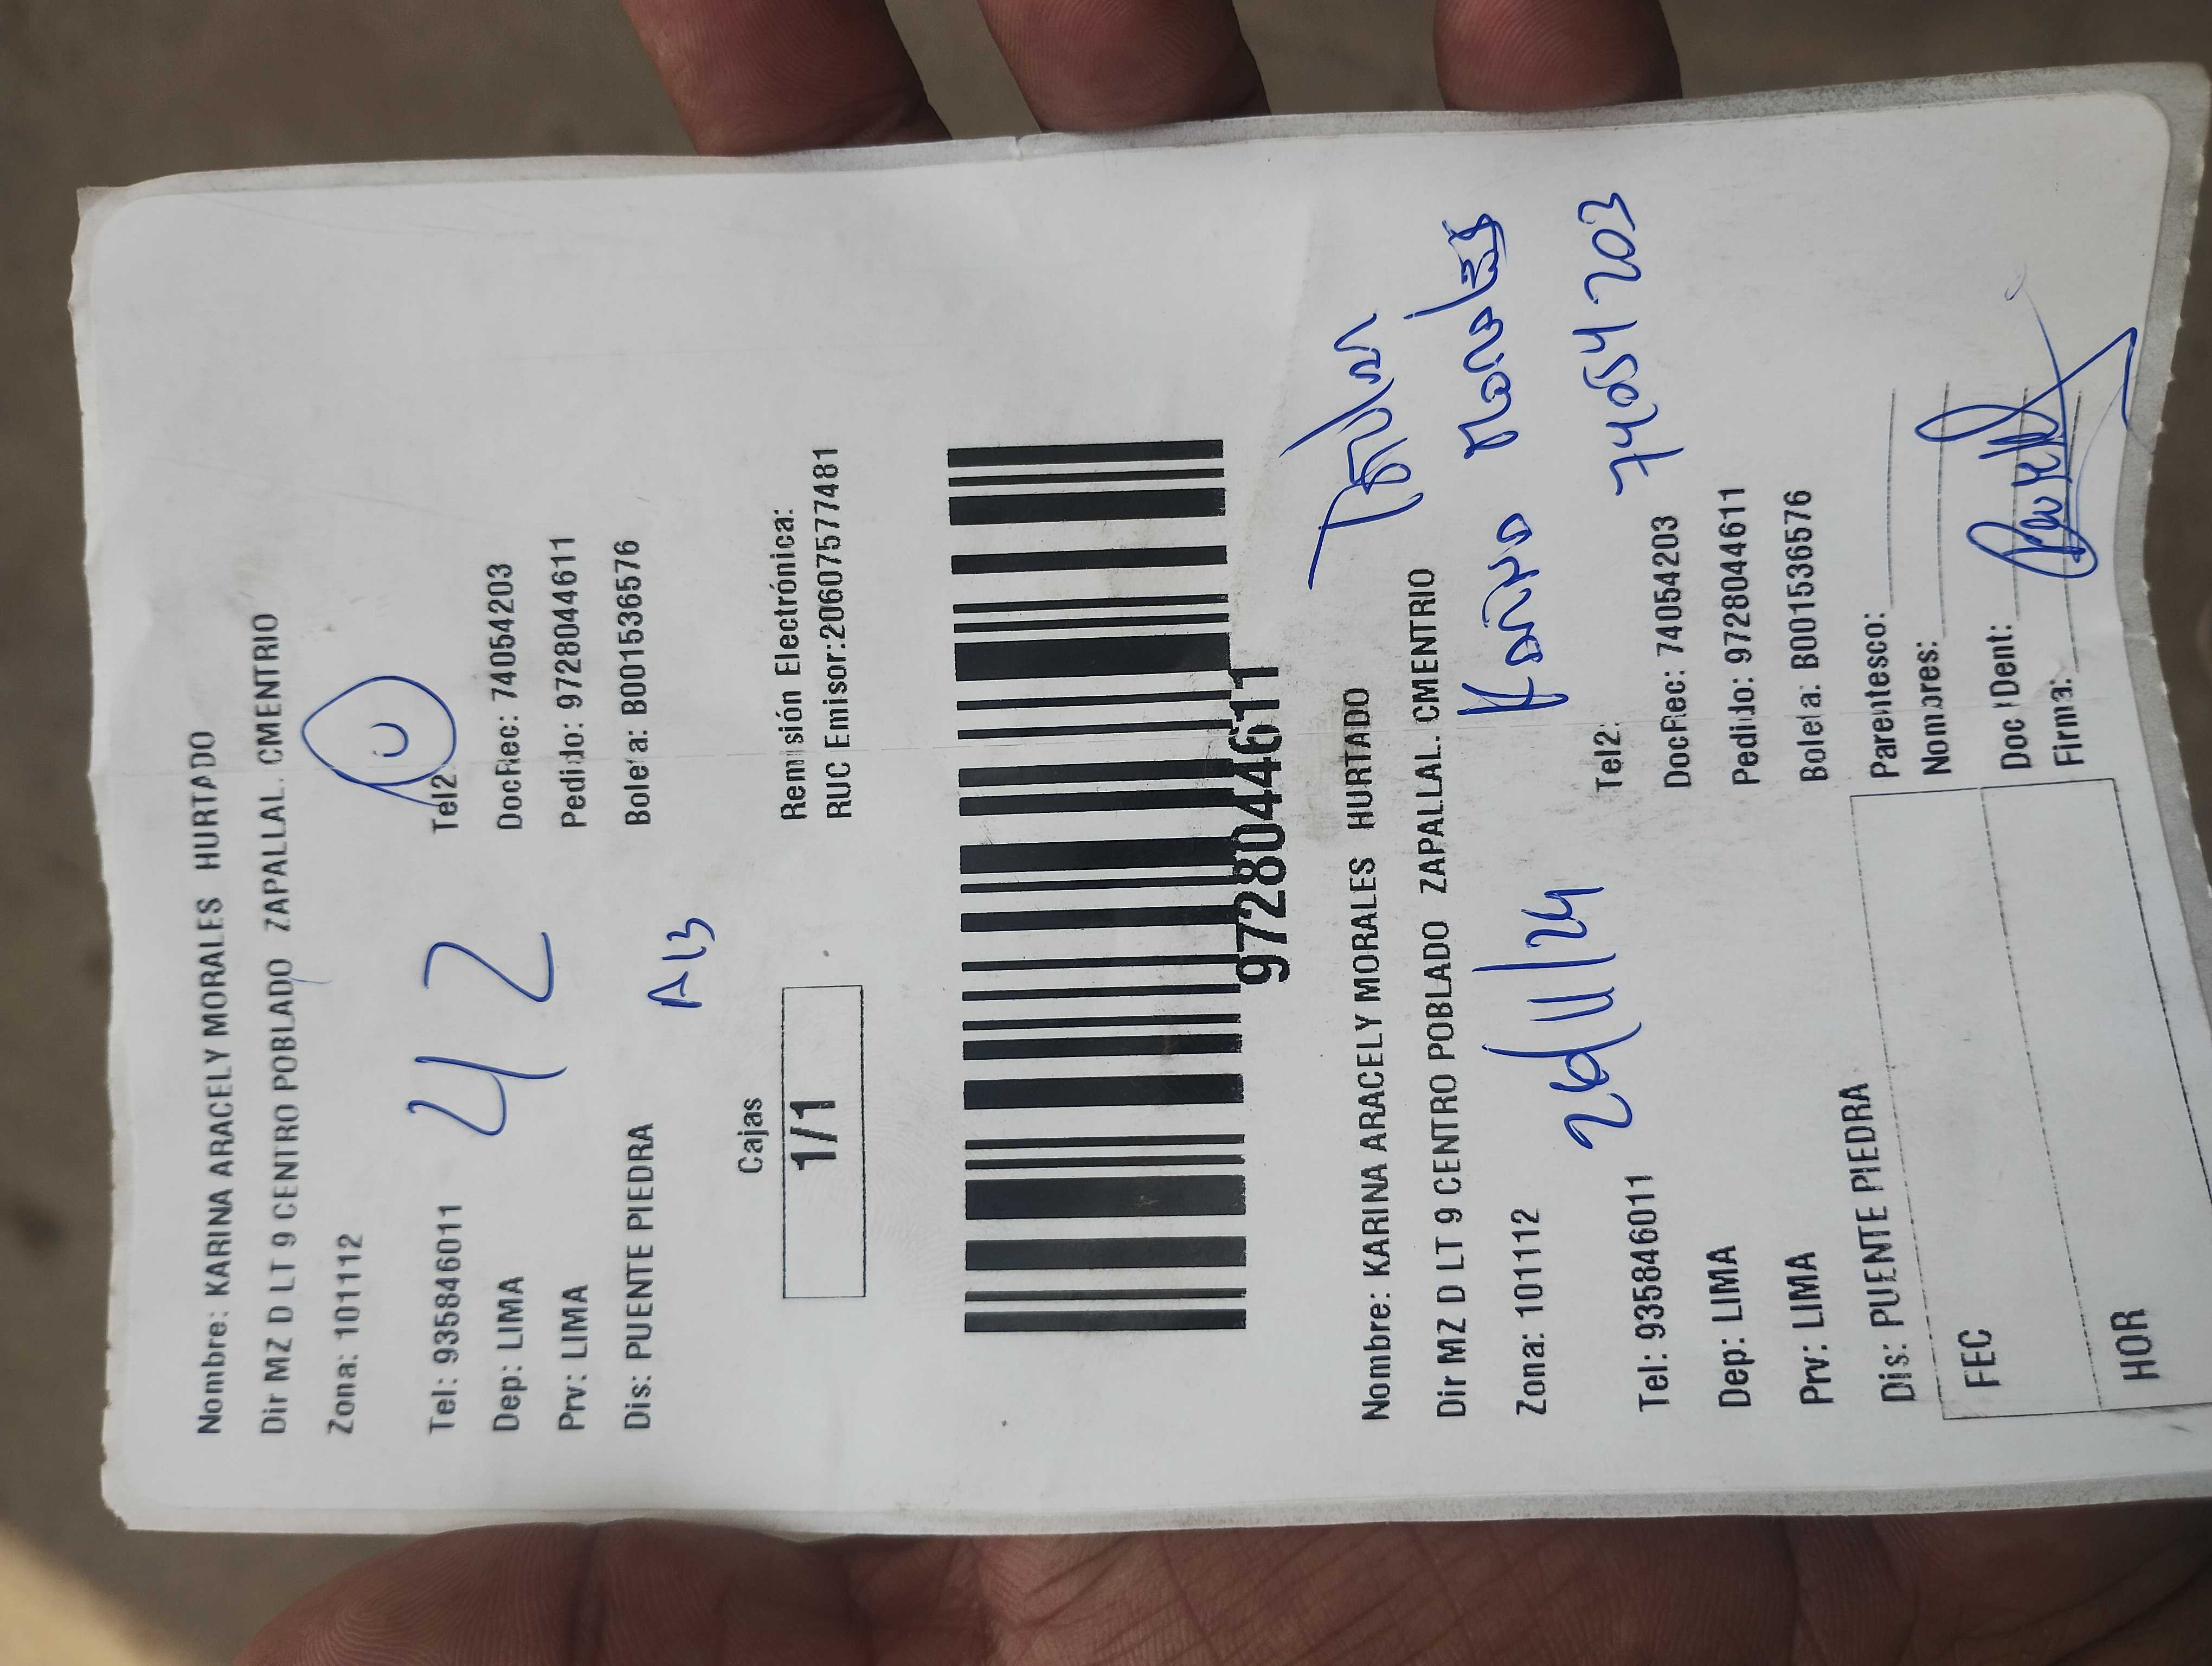 Nombre: KARINA ARACELY MORALES HURTADO
Dir MZ D LT 9 CENTRO POBLADO ZAPALLAL. CMENTRIO
Zona: 101112
Tel: 935846011
42
Tel2:
Dep: LIMA
DocRec: 74054203
Prv: LIMA
Pedido: 9728044611
Dis: PUENTE PIEDRA
Boleta: B001536576
Cajas
1/1
Remisión Electrónica:
RUC Emisor:20607577481
9728044611
Titular
Nombre: KARINA ARACELY MORALES HURTADO
Dir MZ D LT 9 CENTRO POBLADO ZAPALLAL. CMENTRIO
Karina Morales
Zona: 101112
26/11/24
74054203
Tel: 935846011
Tel2:
Dep: LIMA
DocRec: 74054203
Prv: LIMA
Pedido: 9728044611
Dis: PUENTE PIEDRA
Boleta: B001536576
FEC
Parentesco:
Nombres:
HOR
Doc Ident:
Firma: